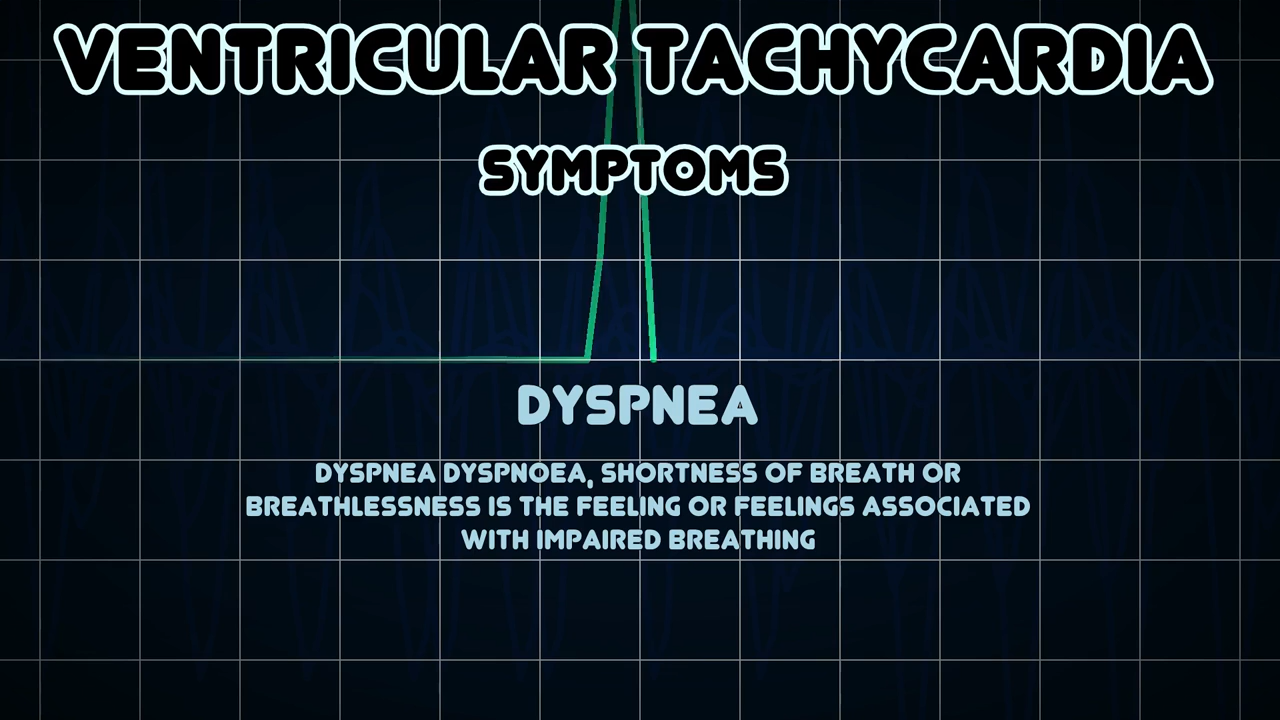 VENTRICULAR TACHYCARDIA
SYMPTOMS
DYSPNEA
DYSPNEA DYSPNOEA, SHORTNESS OF BREATH OR
BREATHLESSNESS IS THE FEELING OR FEELINGS ASSOCIATED
WITH IMPAIRED BREATHING